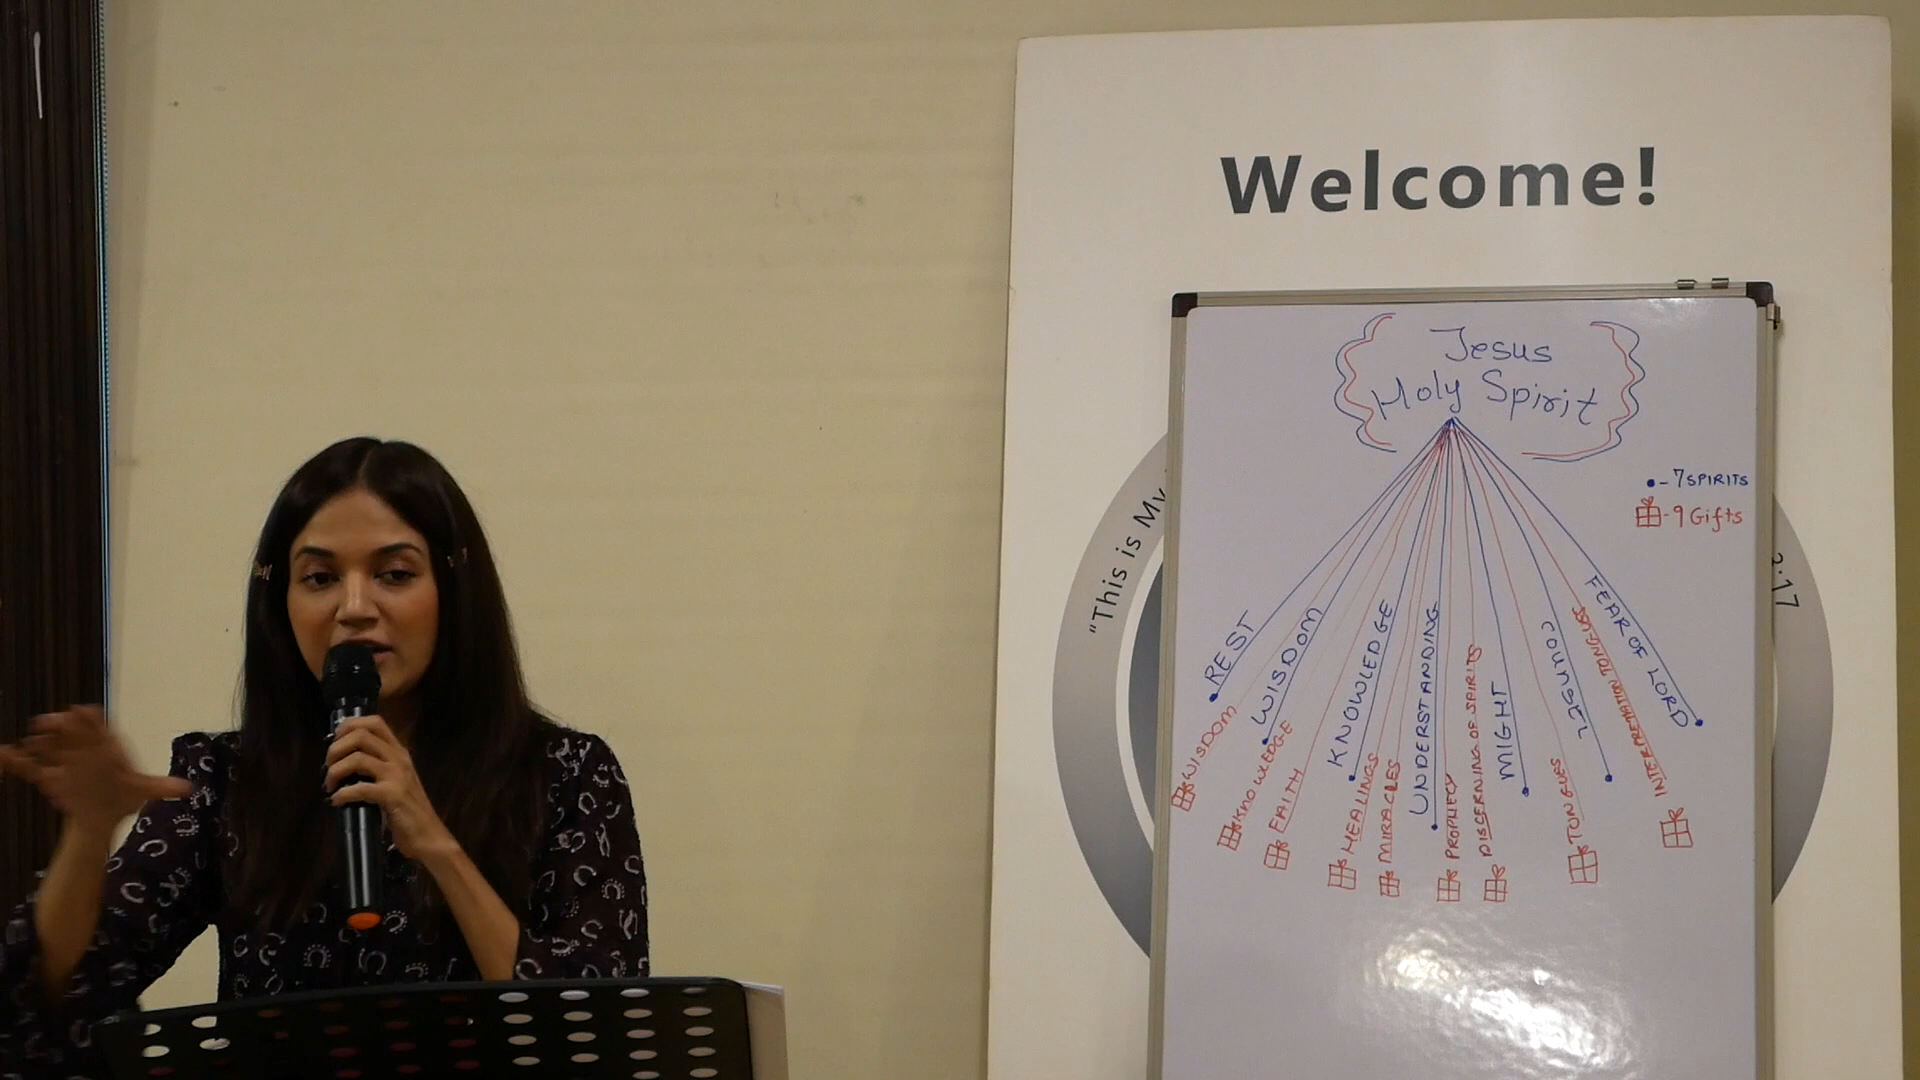 Welcome!
"This is My
2:17
Jesus
Holy Spirit
- 7 SPIRITS
- 9 Gifts
REST
WISDOM
KNOWLEDGE
UNDERSTANDING
MIGHT
COUNSEL
FEAR OF LORD
WISDOM
KNOWLEDGE
FAITH
HEALINGS
MIRACLES
PROPHECY
DISCERNING OF SPIRITS
TONGUES
INTERPRETATION TONGUES